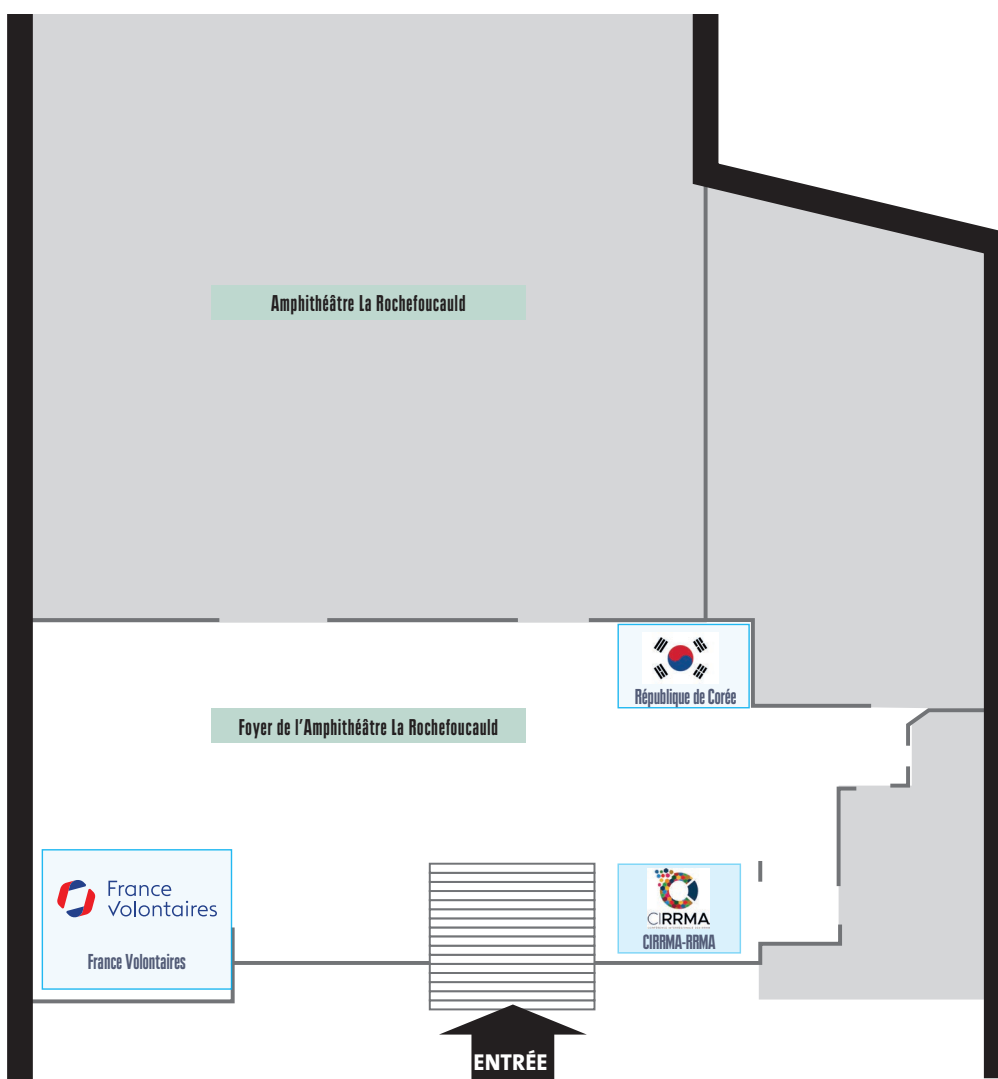 Amphithéâtre La Rochefoucauld
République de Corée
Foyer de l'Amphithéâtre La Rochefoucauld
France
Volontaires
France Volontaires
CIRRMA
CIRRMA-RRMA
ENTRÉE